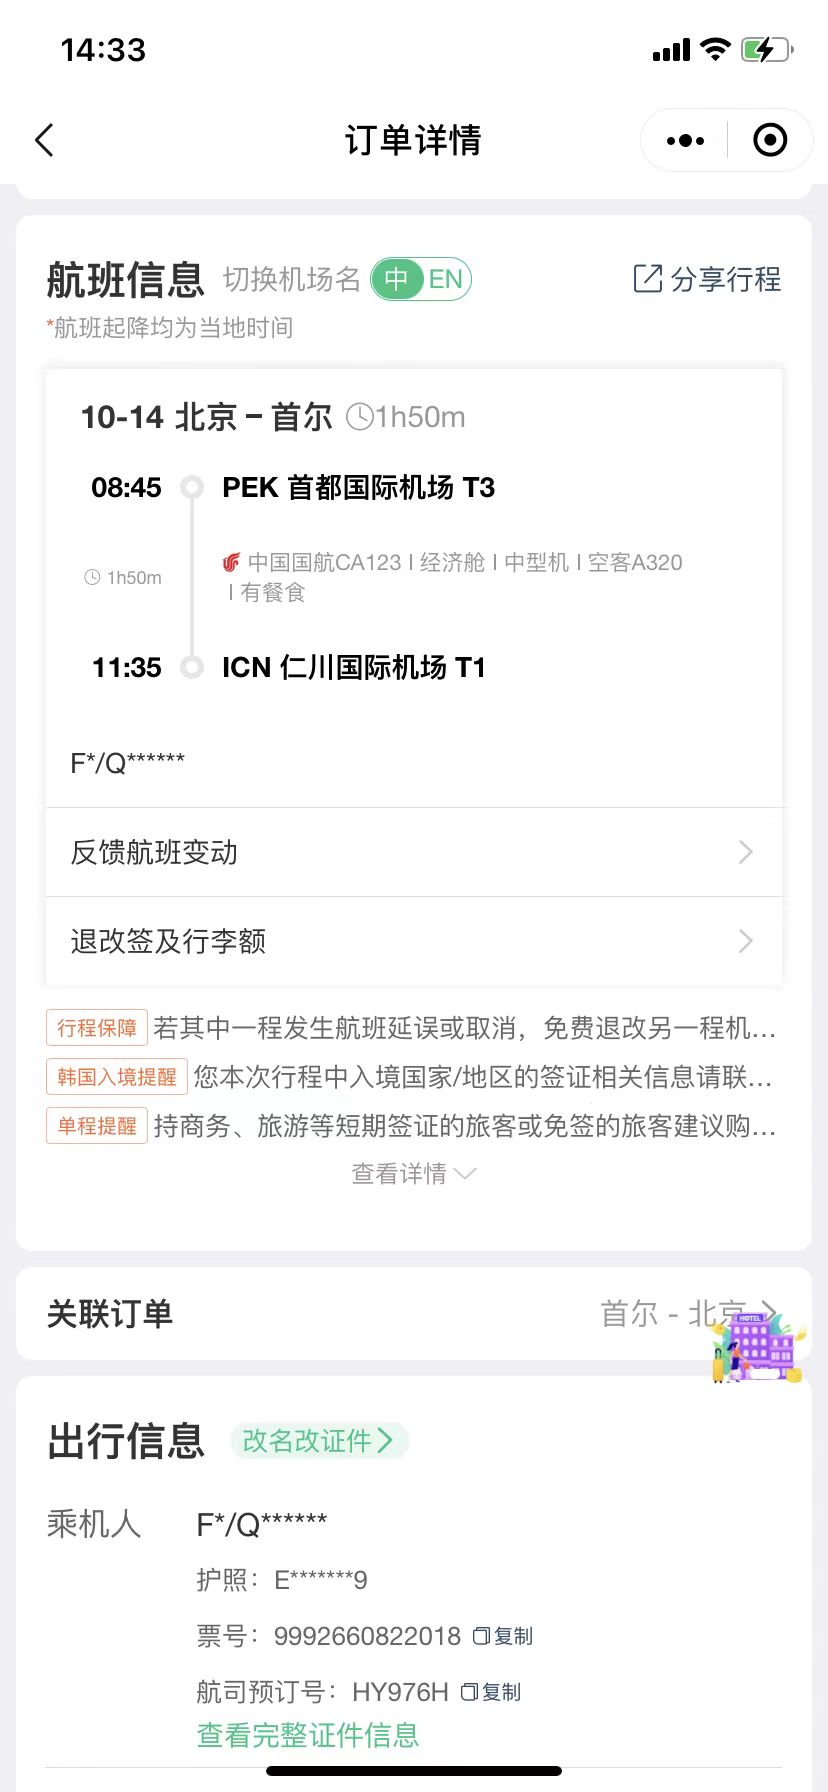 14:33
订单详情
航班信息 切换机场名 中 EN 分享行程
*航班起降均为当地时间
10-14 北京 – 首尔 1h50m
08:45 PEK 首都国际机场 T3
1h50m 中国国航CA123 | 经济舱 | 中型机 | 空客A320
| 有餐食
11:35 ICN 仁川国际机场 T1
F*/Q******
反馈航班变动
退改签及行李额
行程保障 若其中一程发生航班延误或取消，免费退改另一程机...
韩国入境提醒 您本次行程中入境国家/地区的签证相关信息请联...
单程提醒 持商务、旅游等短期签证的旅客或免签的旅客建议购...
查看详情
关联订单 首尔 - 北京
HOTEL
出行信息 改名改证件
乘机人 F*/Q******
护照：E*******9
票号：9992660822018 复制
航司预订号：HY976H 复制
查看完整证件信息